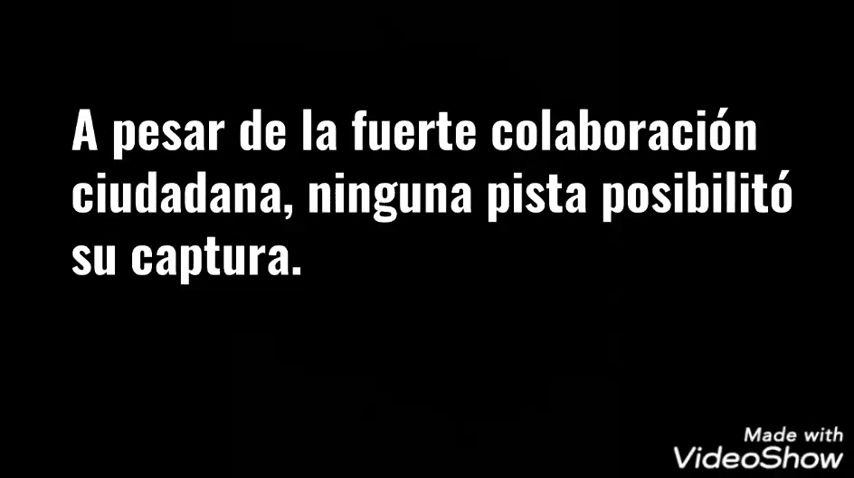 A pesar de la fuerte colaboración
ciudadana, ninguna pista posibilitó
su captura.
Made with
VideoShow